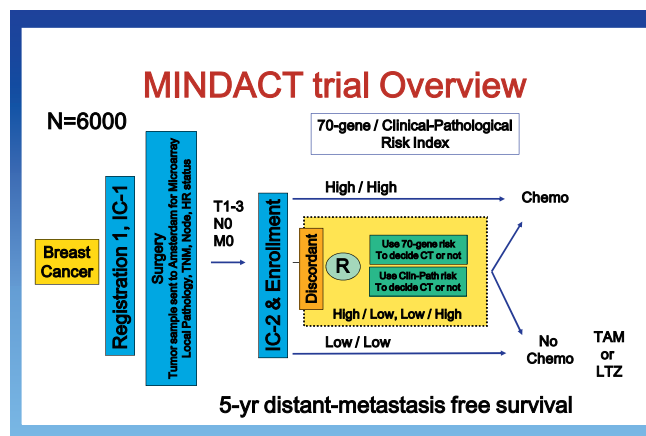 MINDACT trial Overview
N=6000
70-gene / Clinical-Pathological
Risk Index
Breast
Cancer
Registration 1, IC-1
Surgery
Tumor sample sent to Amsterdam for Microarray
Local Pathology, TNM, Node, HR status
T1-3
N0
M0
IC-2 & Enrollment
High / High
Discordant
R
Use 70-gene risk
To decide CT or not
Use Clin-Path risk
To decide CT or not
High / Low, Low / High
Low / Low
Chemo
No
Chemo
TAM
or
LTZ
5-yr distant-metastasis free survival